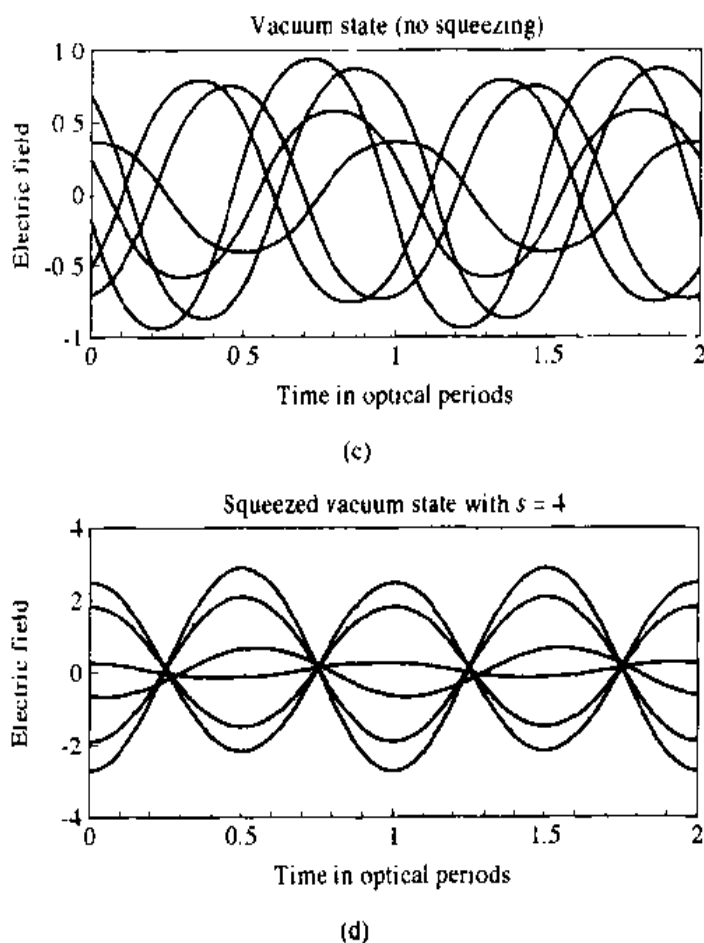 Vacuum state (no squeezing)
1 0
0 5
0
-0.5
-1
Electric field
0
0 5
1
1.5
2
Time in optical periods
(c)
Squeezed vacuum state with s = 4
4
2
0
-2
-4
Electric field
0
0.5
1
1.5
2
Time in optical periods
(d)